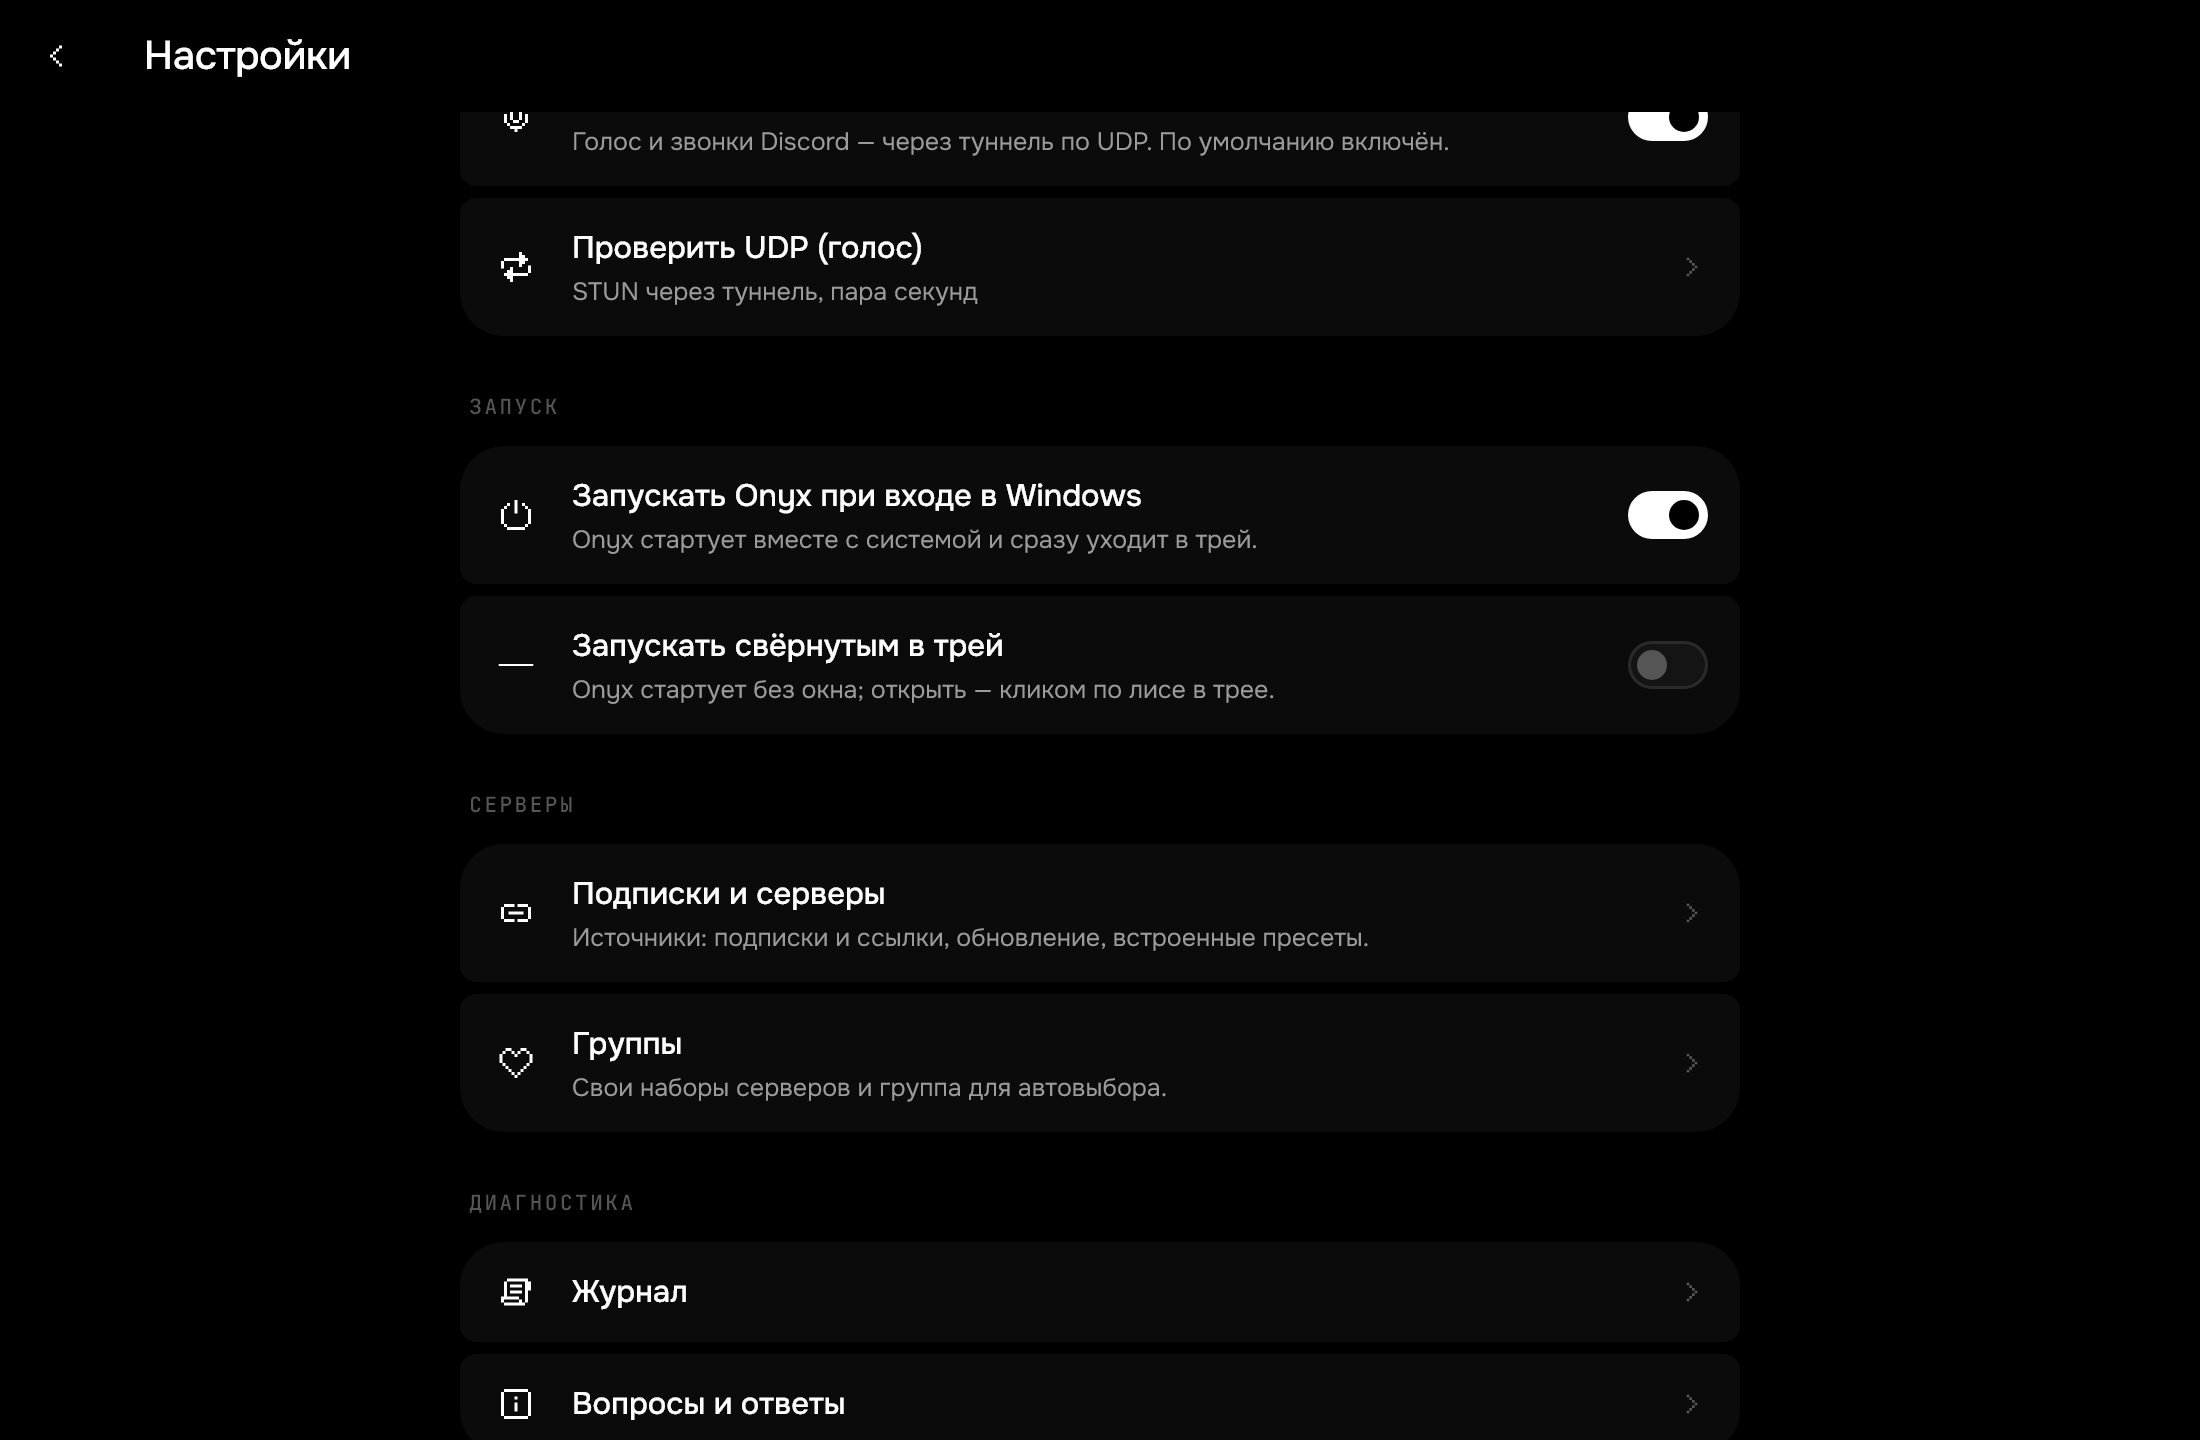 Настройки
Голос и звонки Discord — через туннель по UDP. По умолчанию включён.
Проверить UDP (голос)
STUN через туннель, пара секунд
ЗАПУСК
Запускать Onyx при входе в Windows
Onyx стартует вместе с системой и сразу уходит в трей.
Запускать свёрнутым в трей
Onyx стартует без окна; открыть — кликом по лисе в трее.
СЕРВЕРЫ
Подписки и серверы
Источники: подписки и ссылки, обновление, встроенные пресеты.
Группы
Свои наборы серверов и группа для автовыбора.
ДИАГНОСТИКА
Журнал
Вопросы и ответы